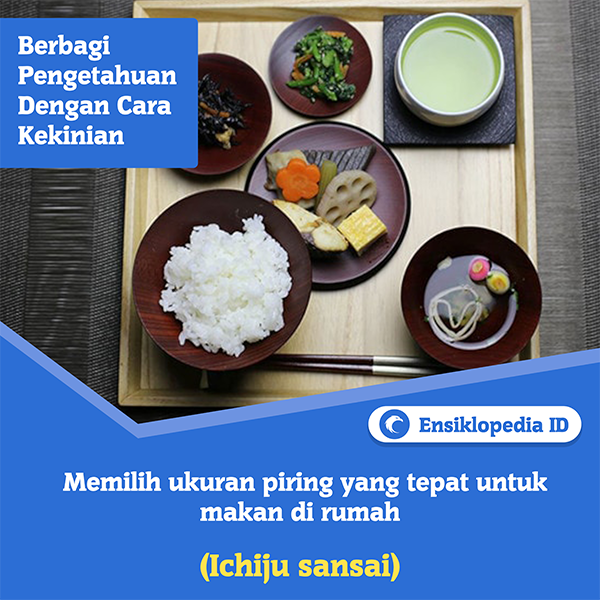 Berbagi
Pengetahuan
Dengan Cara
Kekinian
Ensiklopedia ID
Memilih ukuran piring yang tepat untuk
makan di rumah
(Ichiju sansai)